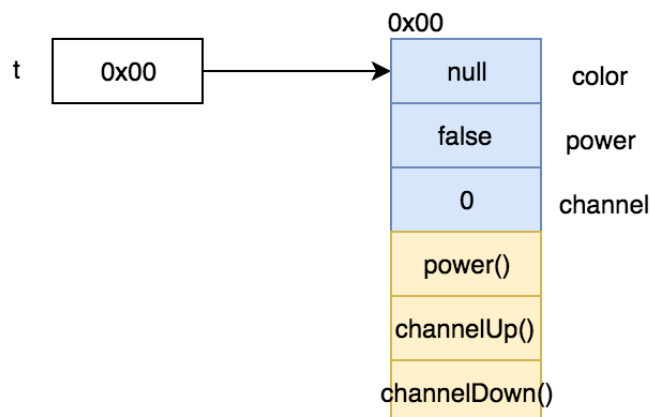 0x00
t
0x00
null
color
false
power
0
channel
power()
channelUp()
channelDown()